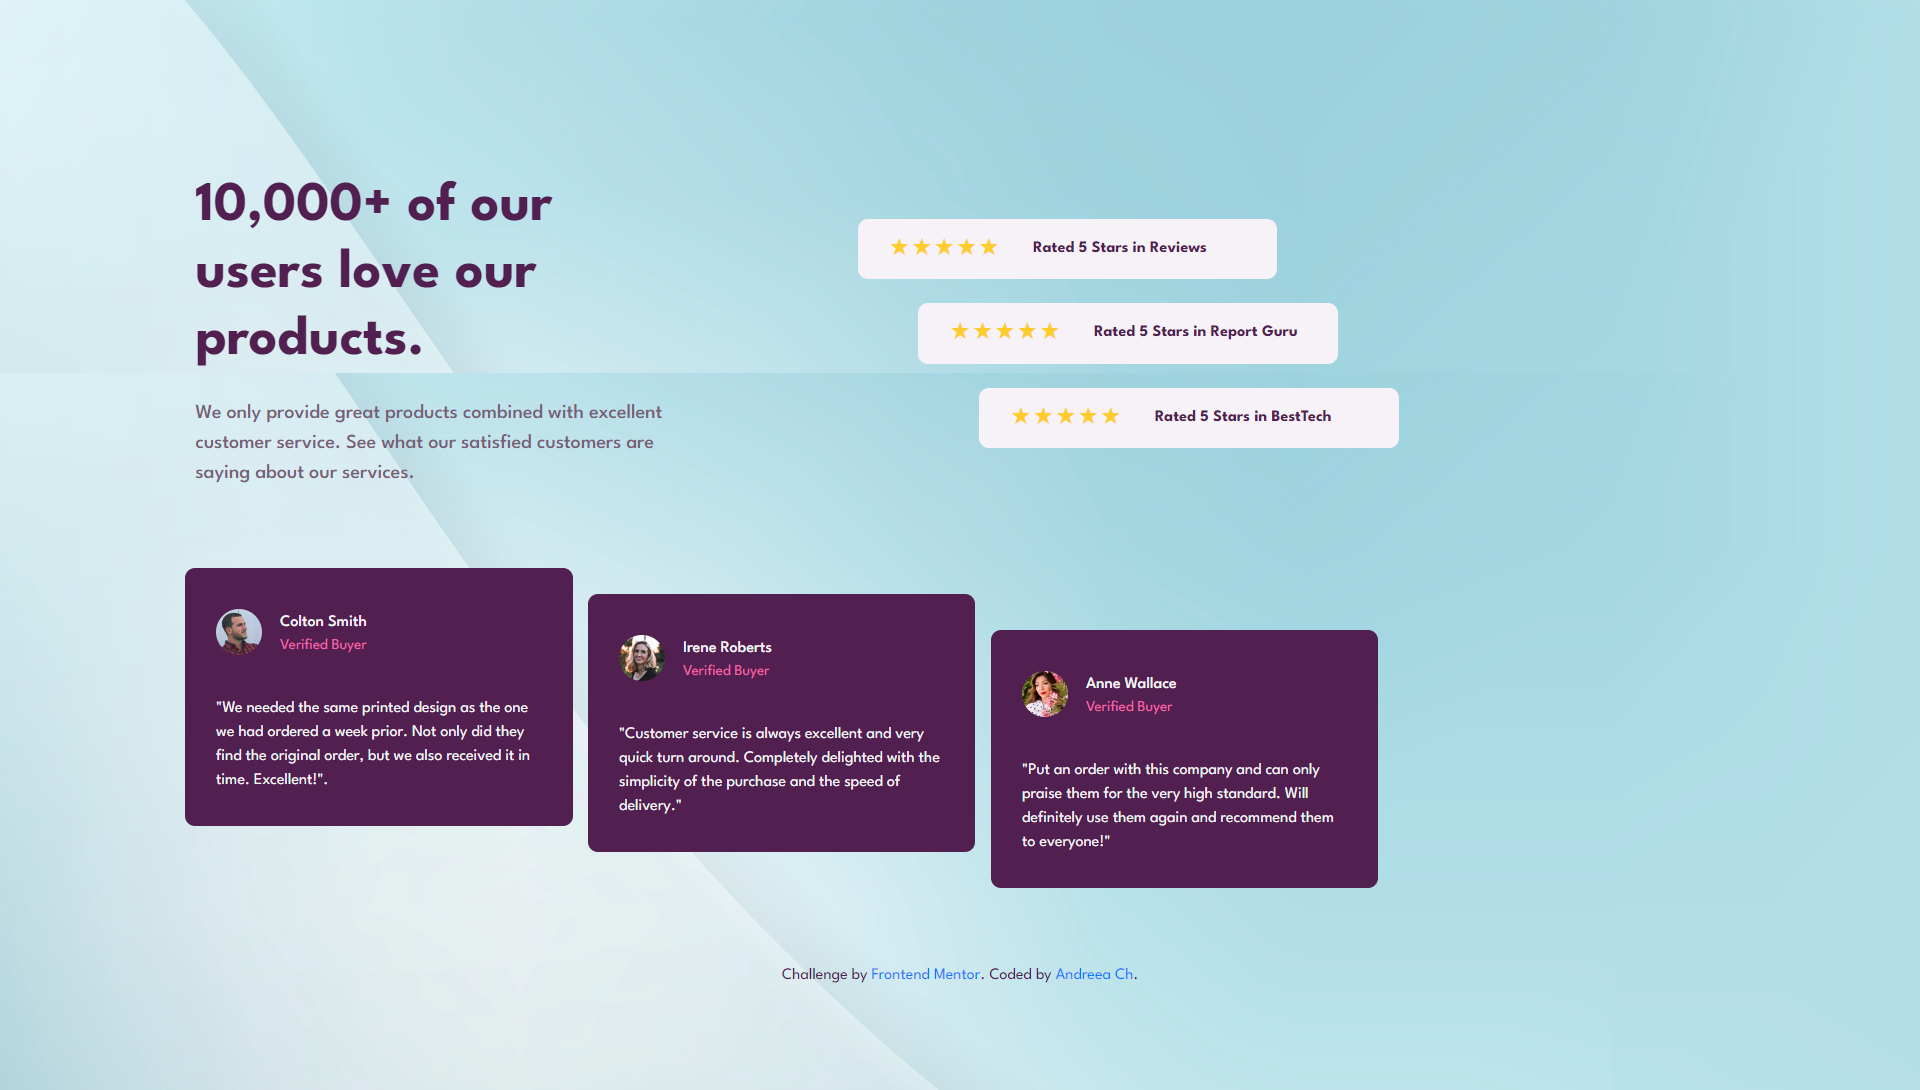 10,000+ of our
users love our
products.
We only provide great products combined with excellent
customer service. See what our satisfied customers are
saying about our services.
Rated 5 Stars in Reviews
Rated 5 Stars in Report Guru
Rated 5 Stars in BestTech
Colton Smith
Verified Buyer
"We needed the same printed design as the one
we had ordered a week prior. Not only did they
find the original order, but we also received it in
time. Excellent!".
Irene Roberts
Verified Buyer
"Customer service is always excellent and very
quick turn around. Completely delighted with the
simplicity of the purchase and the speed of
delivery."
Anne Wallace
Verified Buyer
"Put an order with this company and can only
praise them for the very high standard. Will
definitely use them again and recommend them
to everyone!"
Challenge by Frontend Mentor. Coded by Andreea Ch.